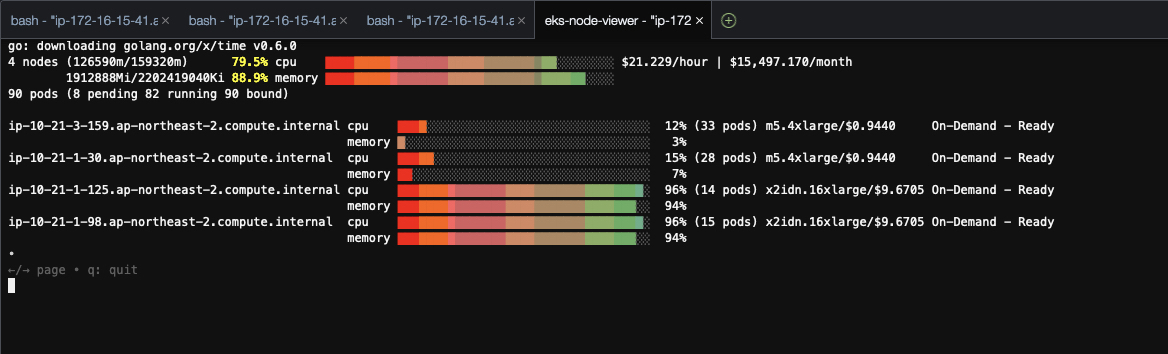 bash - "ip-172-16-15-41.a × bash - "ip-172-16-15-41.a × bash - "ip-172-16-15-41.a × eks-node-viewer - "ip-172 ×
go: downloading golang.org/x/time v0.6.0
4 nodes (126590m/159320m) 79.5% cpu $21.229/hour | $15,497.170/month
1912888Mi/2202419040Ki 88.9% memory
90 pods (8 pending 82 running 90 bound)
ip-10-21-3-159.ap-northeast-2.compute.internal cpu 12% (33 pods) m5.4xlarge/$0.9440 On-Demand - Ready
memory 3%
ip-10-21-1-30.ap-northeast-2.compute.internal cpu 15% (28 pods) m5.4xlarge/$0.9440 On-Demand - Ready
memory 7%
ip-10-21-1-125.ap-northeast-2.compute.internal cpu 96% (14 pods) x2idn.16xlarge/$9.6705 On-Demand - Ready
memory 94%
ip-10-21-1-98.ap-northeast-2.compute.internal cpu 96% (15 pods) x2idn.16xlarge/$9.6705 On-Demand - Ready
memory 94%
•
←/→ page • q: quit